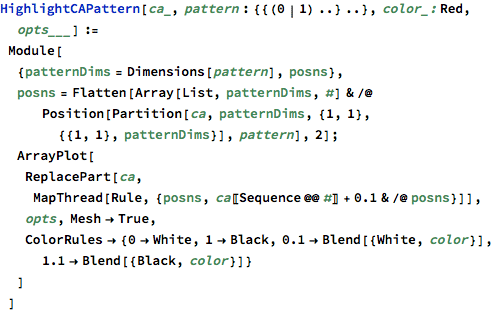 HighlightCAPattern[ca_, pattern : {{(0 | 1) ..} ..}, color_: Red,
opts___] :=
Module[
{patternDims = Dimensions[pattern], posns},
posns = Flatten[Array[List, patternDims, #] & /@
Position[Partition[ca, patternDims, {1, 1},
{{1, 1}, patternDims}], pattern], 2];
ArrayPlot[
ReplacePart[ca,
MapThread[Rule, {posns, ca〚Sequence @@ #〛 + 0.1 & /@ posns}]],
opts, Mesh → True,
ColorRules → {0 → White, 1 → Black, 0.1 → Blend[{White, color}],
1.1 → Blend[{Black, color}]}
]
]